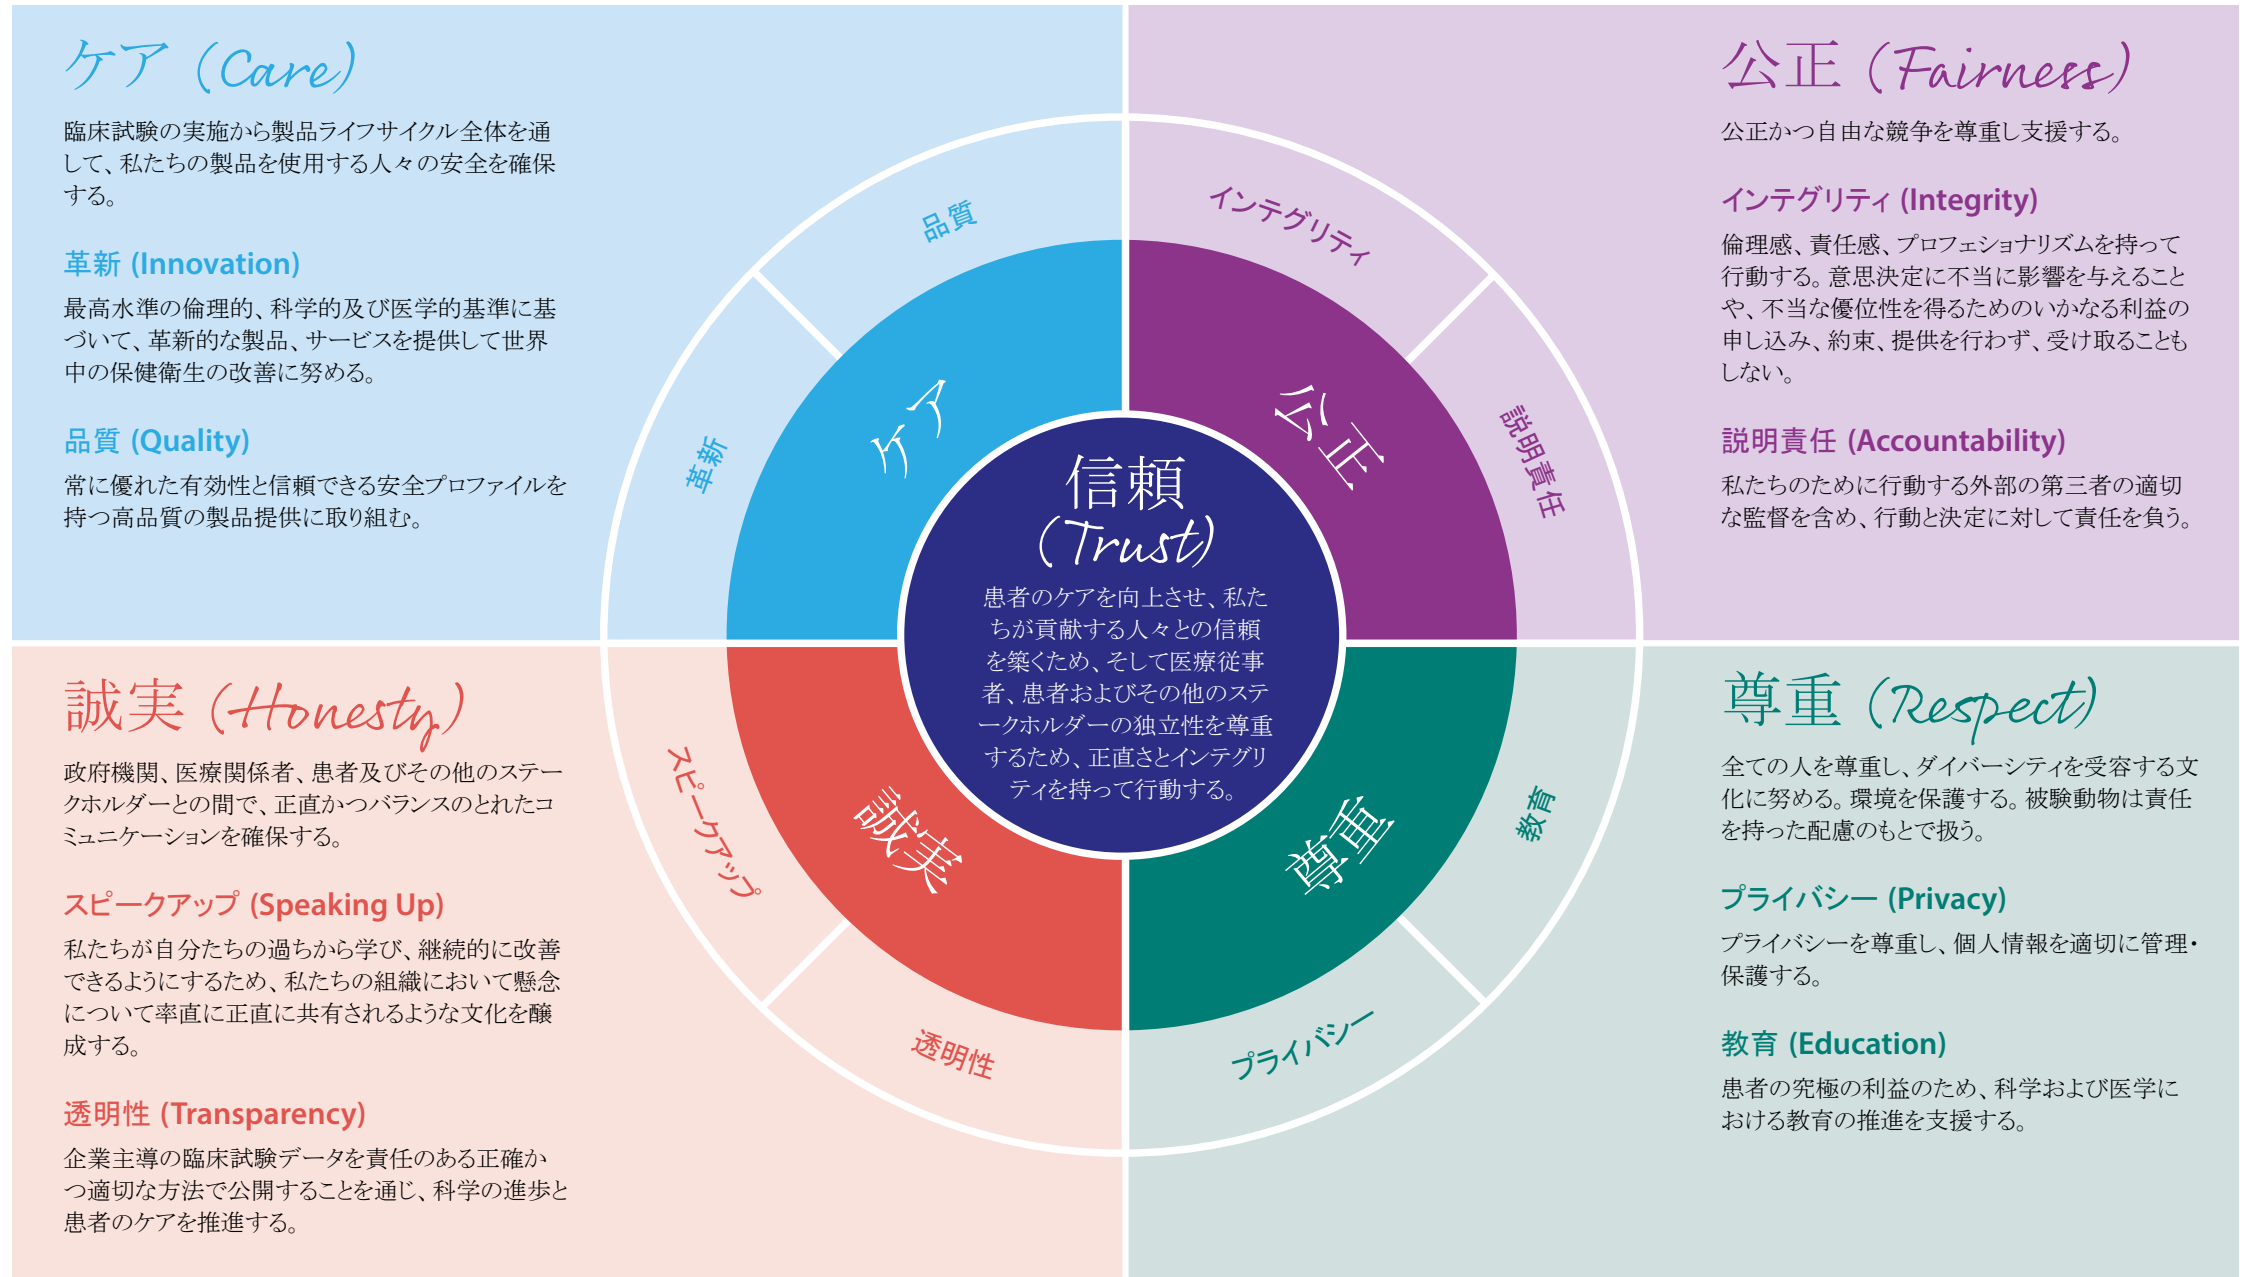 ケア (Care)
臨床試験の実施から製品ライフサイクル全体を通
して、私たちの製品を使用する人々の安全を確保
する。
革新 (Innovation)
最高水準の倫理的、科学的及び医学的基準に基
づいて、革新的な製品、サービスを提供して世界
中の保健衛生の改善に努める。
品質 (Quality)
常に優れた有効性と信頼できる安全プロファイルを
持つ高品質の製品提供に取り組む。
公正 (Fairness)
公正かつ自由な競争を尊重し支援する。
インテグリティ (Integrity)
倫理感、責任感、プロフェショナリズムを持って
行動する。意思決定に不当に影響を与えること
や、不当な優位性を得るためのいかなる利益の
申し込み、約束、提供を行わず、受け取ることも
しない。
説明責任 (Accountability)
私たちのために行動する外部の第三者の適切
な監督を含め、行動と決定に対して責任を負う。
品質
革新
ケア
インテグリティ
説明責任
公正
信頼
(Trust)
患者のケアを向上させ、私た
ちが貢献する人々との信頼
を築くため、そして医療従事
者、患者およびその他のステ
ークホルダーの独立性を尊重
するため、正直さとインテグリ
ティを持って行動する。
スピークアップ
透明性
誠実
教育
プライバシー
尊重
誠実 (Honesty)
政府機関、医療関係者、患者及びその他のステー
クホルダーとの間で、正直かつバランスのとれたコ
ミュニケーションを確保する。
スピークアップ (Speaking Up)
私たちが自分たちの過ちから学び、継続的に改善
できるようにするため、私たちの組織において懸念
について率直に正直に共有されるような文化を醸
成する。
透明性 (Transparency)
企業主導の臨床試験データを責任のある正確か
つ適切な方法で公開することを通じ、科学の進歩と
患者のケアを推進する。
尊重 (Respect)
全ての人を尊重し、ダイバーシティを受容する文
化に努める。環境を保護する。被験動物は責任
を持った配慮のもとで扱う。
プライバシー (Privacy)
プライバシーを尊重し、個人情報を適切に管理・
保護する。
教育 (Education)
患者の究極の利益のため、科学および医学に
おける教育の推進を支援する。